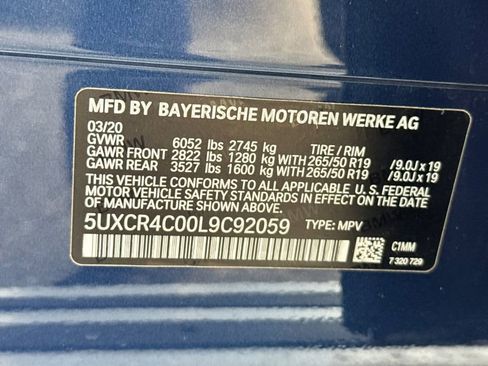 MFD BY BAYERISCHE MOTOREN WERKE AG
03/20
GVWR 6052 lbs 2745 kg TIRE / RIM
GAWR FRONT 2822 lbs 1280 kg WITH 265/50 R19 /9.0J x 19
GAWR REAR 3527 lbs 1600 kg WITH 265/50 R19 /9.0J x 19
THIS VEHICLE CONFORMS TO ALL APPLICABLE FEDERAL
MOTOR VEHICLE SAFETY STANDARDS IN EFFECT ON THE
DATE OF MANUFACTURE SHOWN ABOVE.
5UXCR4C00L9C92059 TYPE: MPV
C1MM
7 320 729